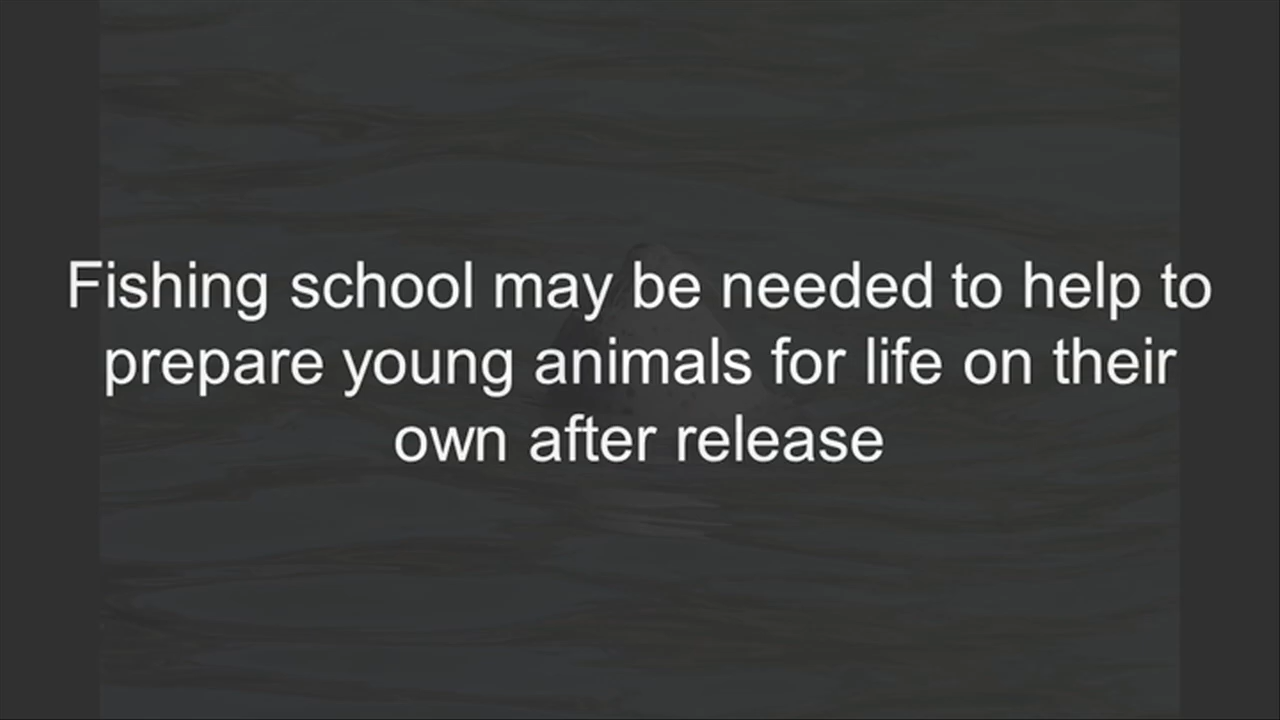 Fishing school may be needed to help to
prepare young animals for life on their
own after release